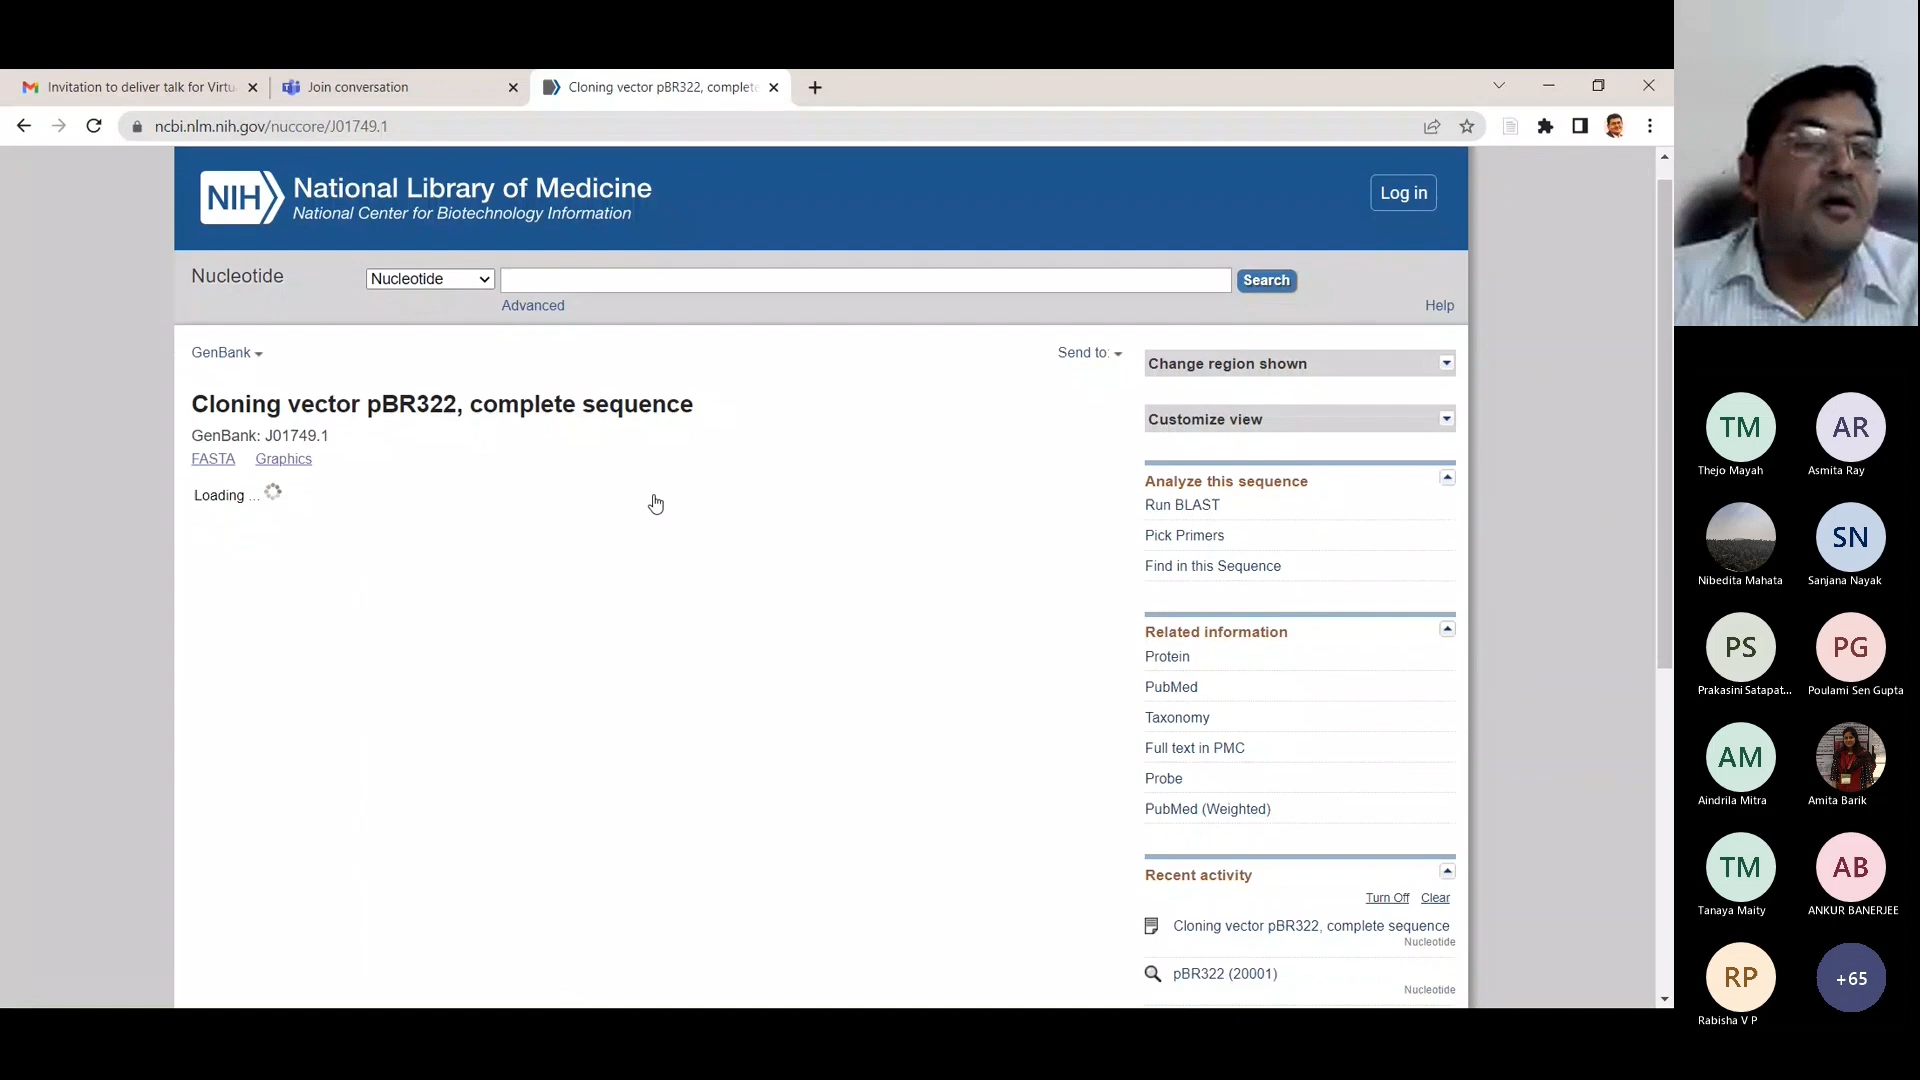 Invitation to deliver talk for Virtu
Join conversation
Cloning vector pBR322, complete
ncbi.nlm.nih.gov/nuccore/J01749.1
NIH
National Library of Medicine
National Center for Biotechnology Information
Log in
Nucleotide
Nucleotide
Search
Advanced
Help
GenBank
Send to:
Cloning vector pBR322, complete sequence
GenBank: J01749.1
FASTA Graphics
Loading ...
Change region shown
Customize view
Analyze this sequence
Run BLAST
Pick Primers
Find in this Sequence
Related information
Protein
PubMed
Taxonomy
Full text in PMC
Probe
PubMed (Weighted)
Recent activity
Turn Off Clear
Cloning vector pBR322, complete sequence
Nucleotide
pBR322 (20001)
Nucleotide
TM
Thejo Mayah
AR
Asmita Ray
Nibedita Mahata
SN
Sanjana Nayak
PS
Prakasini Satapat...
PG
Poulami Sen Gupta
AM
Aindrila Mitra
Amita Barik
TM
Tanaya Maity
AB
ANKUR BANERJEE
RP
Rabisha V P
+65